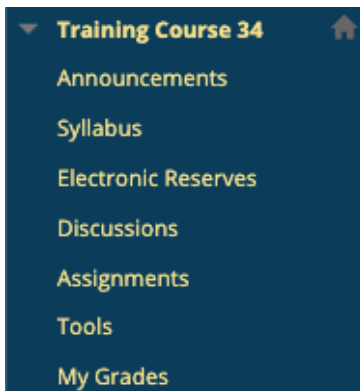 Training Course 34
Announcements
Syllabus
Electronic Reserves
Discussions
Assignments
Tools
My Grades